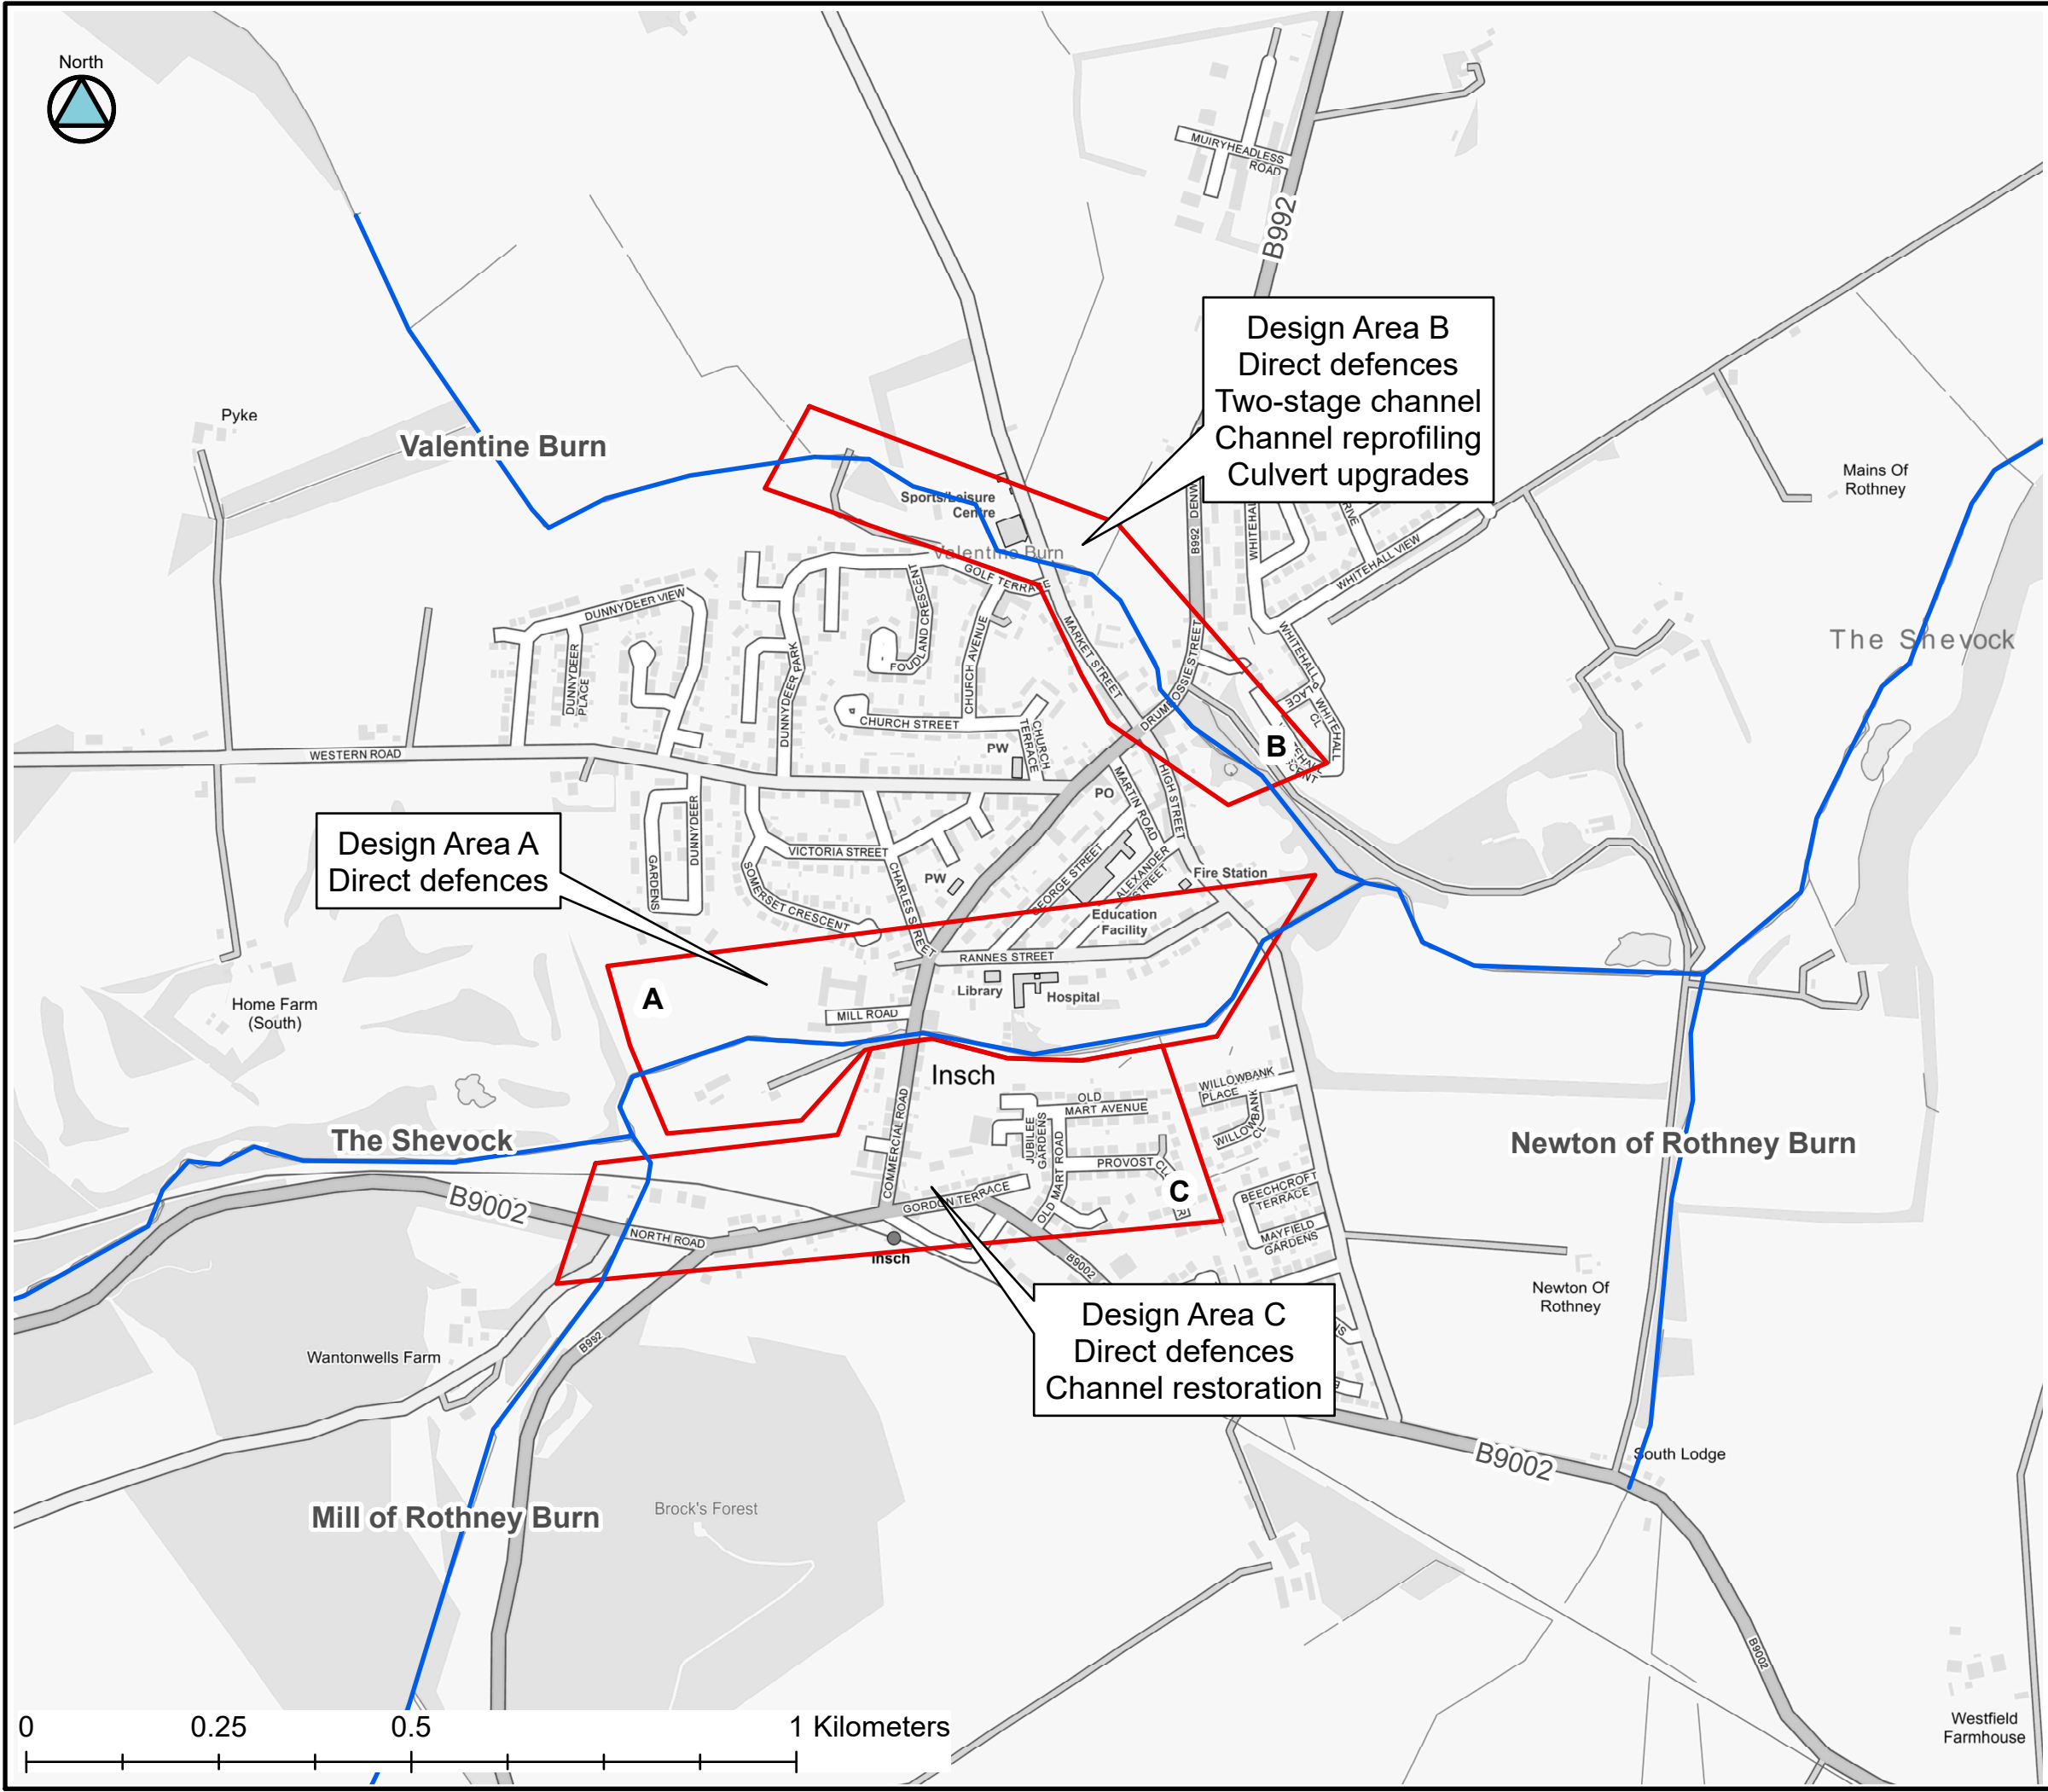 North
MUIRYHEADLESS
ROAD
B992
Design Area B
Direct defences
Two-stage channel
Channel reprofiling
Culvert upgrades
Pyke
Valentine Burn
Mains Of
Rothney
Sports/Leisure
Centre
B992
WHITEHALL VIEW
Valentine Burn
GOLF TERRACE
FOUDLAND CRESCENT
DUNNYDEER VIEW
CHURCH AVENUE
MARKET STREET
DRUMROSSIE STREET
WHITEHALL
PLACE
WHITEHALL
CL
The Shevock
DUNNYDEER
PLACE
DUNNYDEER PARK
CHURCH STREET
CHURCH
TERRACE
PW
B
WESTERN ROAD
MARTIN ROAD
HIGH STREET
PO
Design Area A
Direct defences
DUNNYDEER
GARDENS
VICTORIA STREET
SOMERSET CRESCENT
CHARLES STREET
PW
GEORGE STREET
ALEXANDER
STREET
Fire Station
Education
Facility
RANNES STREET
A
Library
Hospital
Home Farm
(South)
MILL ROAD
Insch
WILLOWBANK
PLACE
WILLOWBANK
CL
OLD
MART AVENUE
JUBILEE
GARDENS
OLD MART ROAD
PROVOST
COMMERCIAL ROAD
The Shevock
Newton of Rothney Burn
C
BEECHCROFT
TERRACE
MAYFIELD
GARDENS
GORDON TERRACE
B9002
NORTH ROAD
Insch
B9002
Newton Of
Rothney
Design Area C
Direct defences
Channel restoration
Wantonwells Farm
B992
B9002
South Lodge
Mill of Rothney Burn
Brock's Forest
B9002
Westfield
Farmhouse
0 0.25 0.5 1 Kilometers